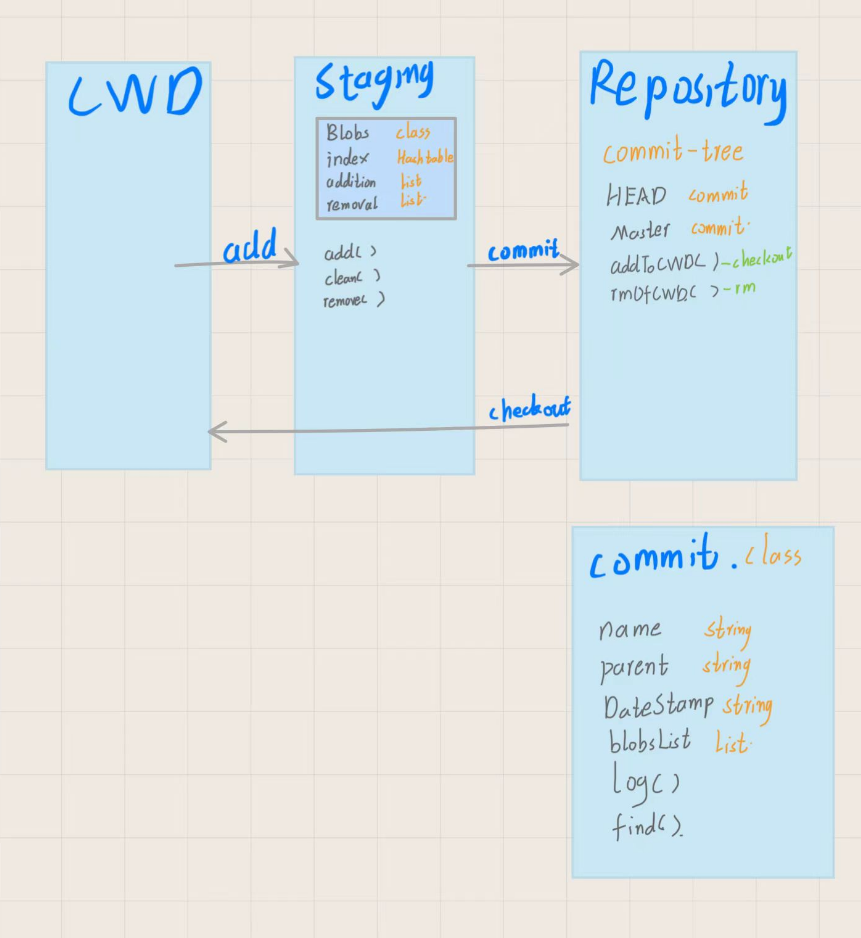 CWD
Staging
Blobs class
index Hashtable
addition list
removal list
add( )
clean( )
remove( )
add
commit
checkout
Repository
commit-tree
HEAD commit
Master commit
addToCWD( ) - checkout
rmOfCWD( ) - rm
commit.class
name string
parent string
DateStamp string
blobsList List
log( )
find( ).